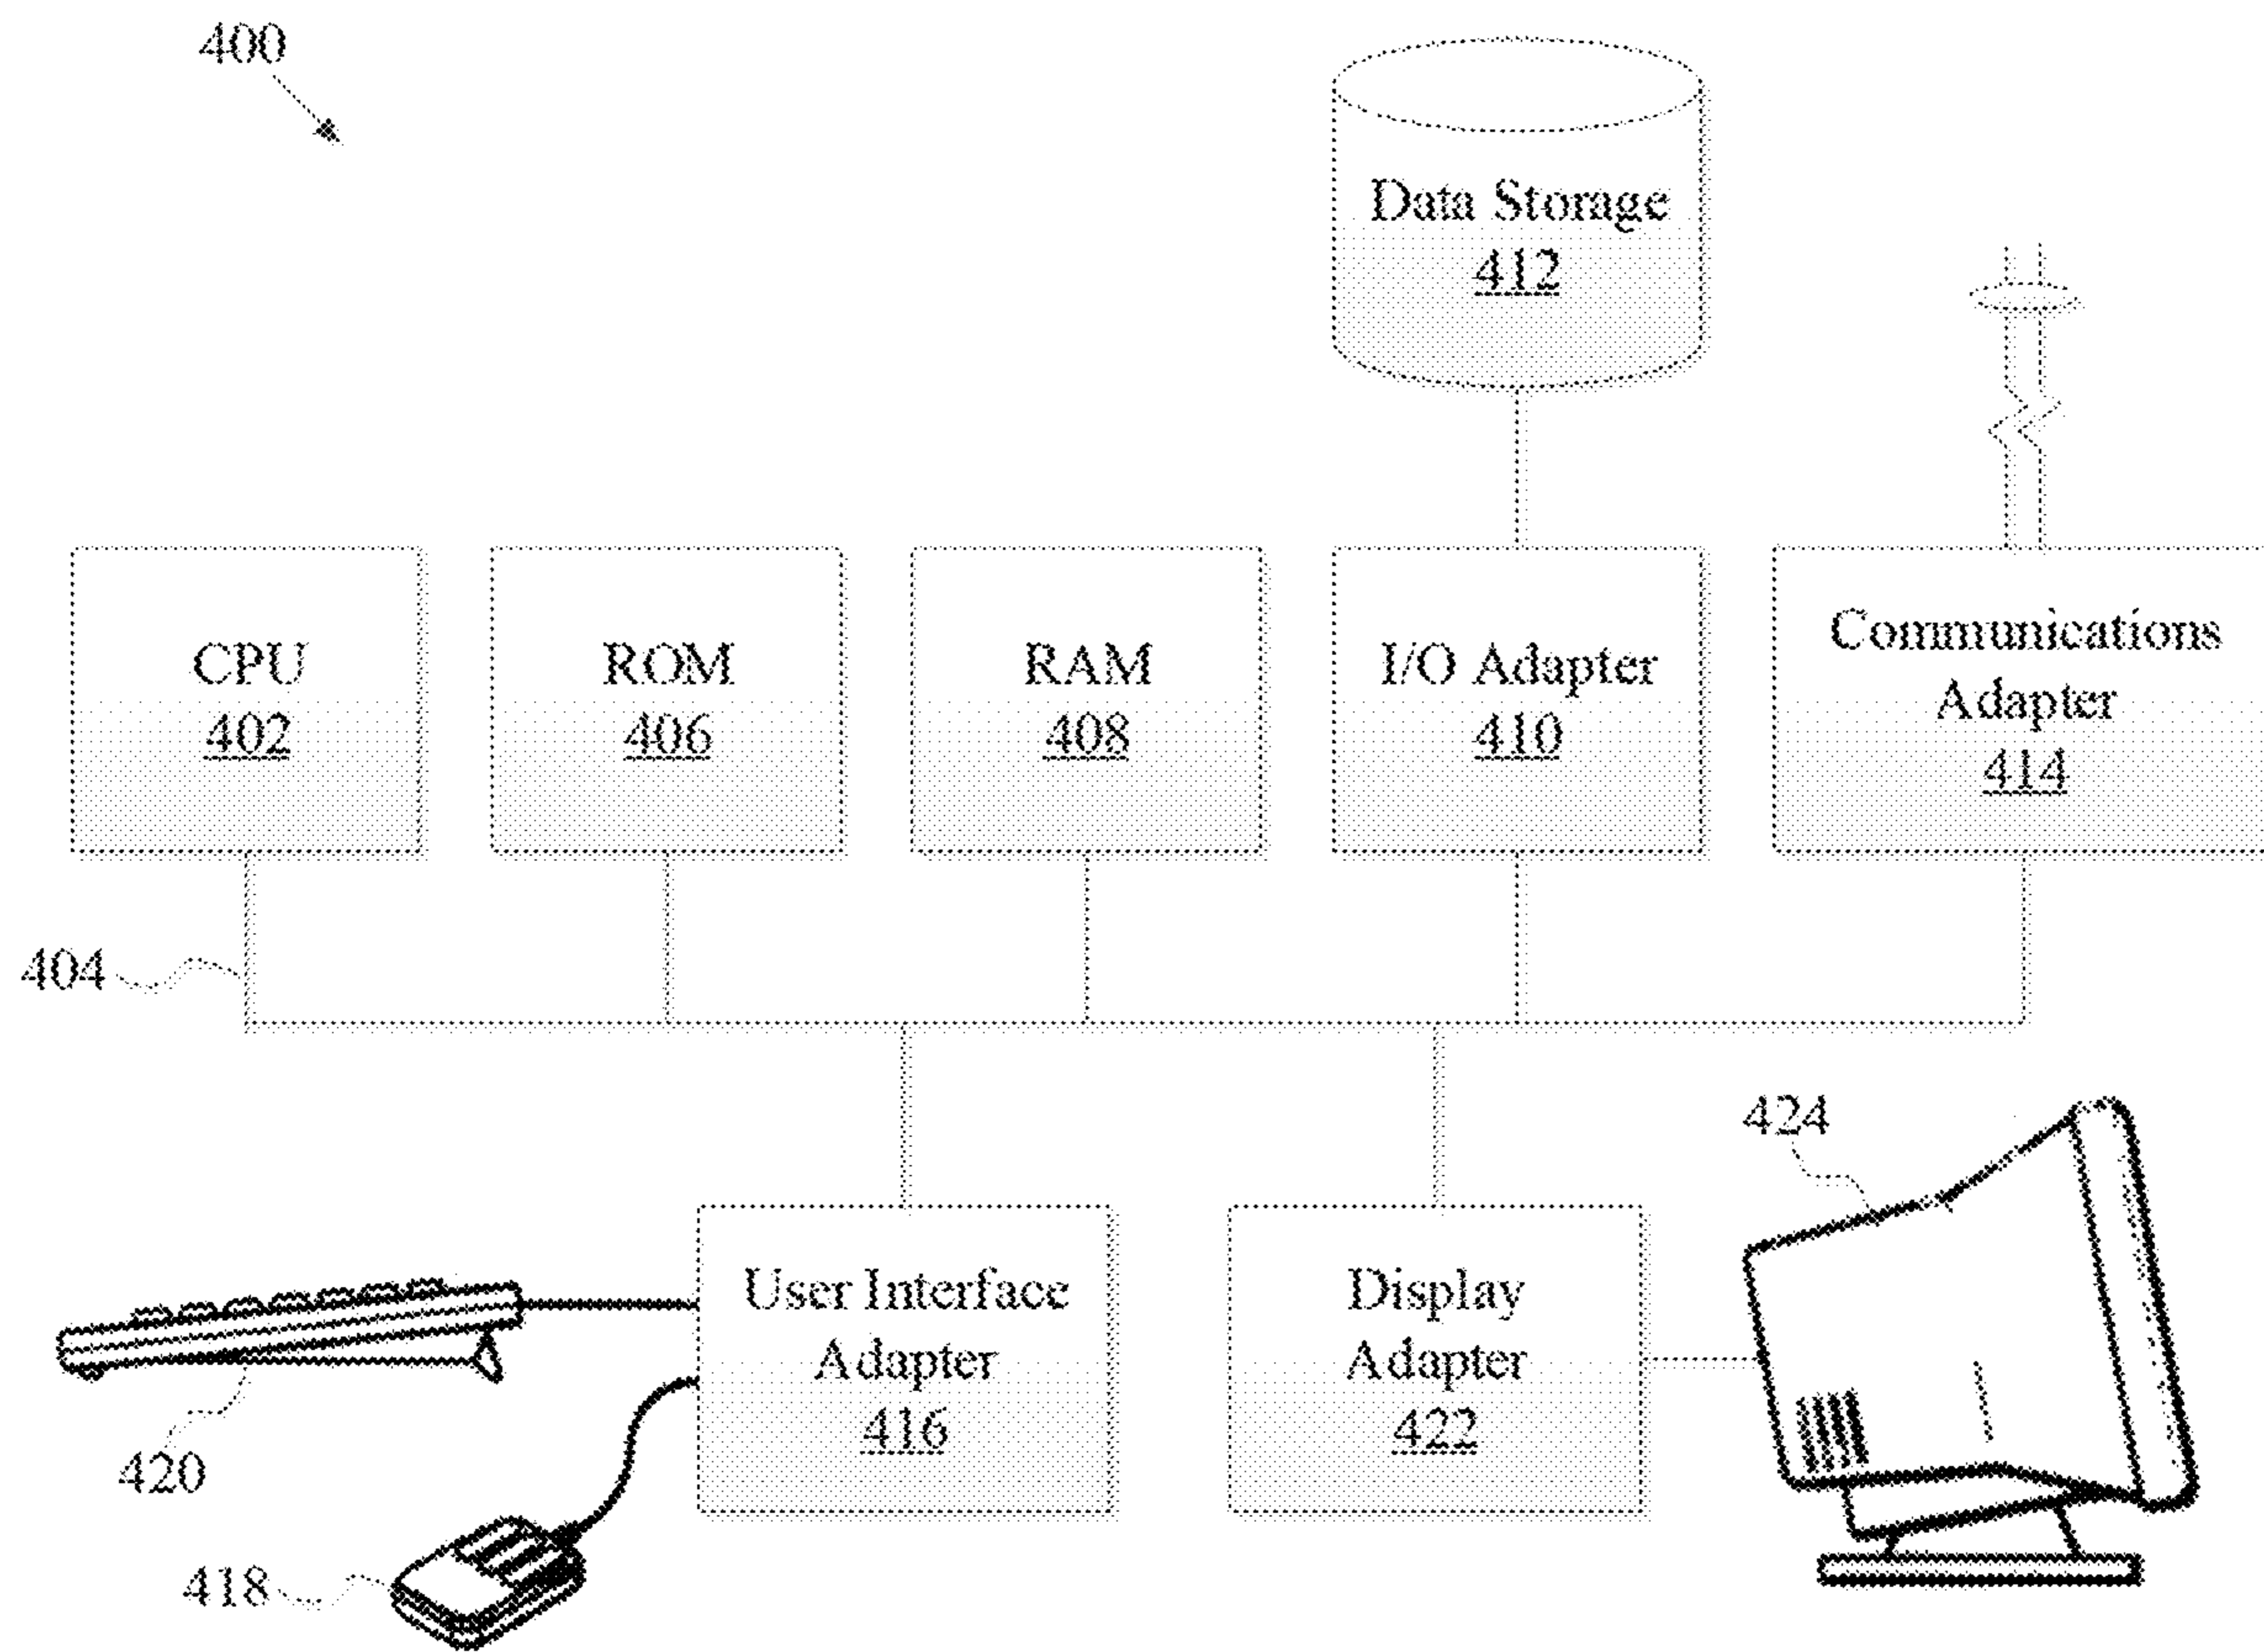 400
Data Storage
412
CPU
402
ROM
406
RAM
408
I/O Adapter
410
Communications
Adapter
414
404
424
User Interface
Adapter
416
Display
Adapter
422
420
418